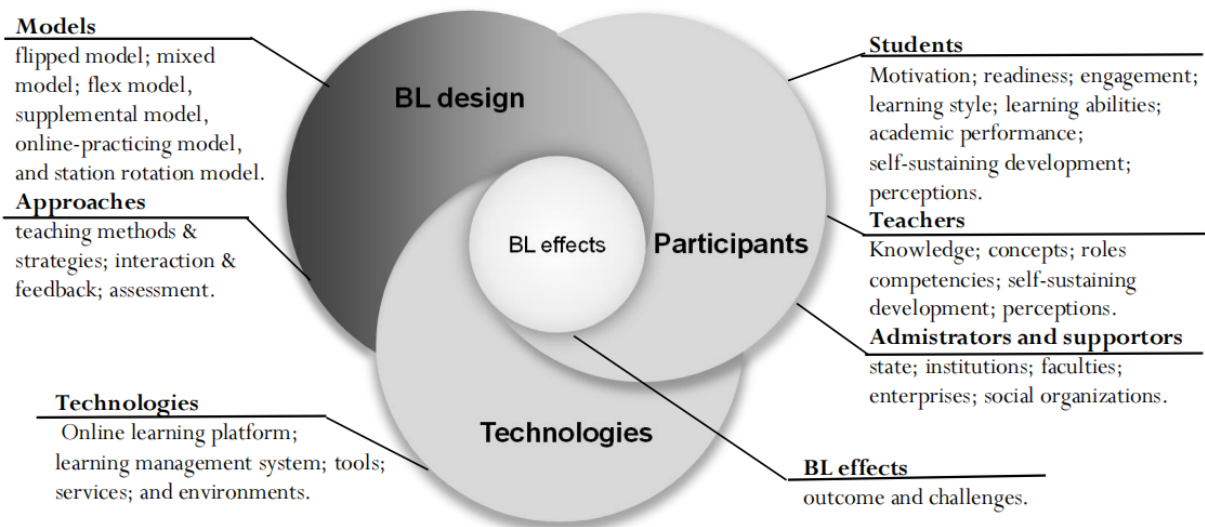 Models
flipped model; mixed
model; flex model,
supplemental model,
online-practicing model,
and station rotation model.
Approaches
teaching methods &
strategies; interaction &
feedback; assessment.
BL design
BL effects
Participants
Technologies
Students
Motivation; readiness; engagement;
learning style; learning abilities;
academic performance;
self-sustaining development;
perceptions.
Teachers
Knowledge; concepts; roles
competencies; self-sustaining
development; perceptions.
Admistrators and supportors
state; institutions; faculties;
enterprises; social organizations.
Technologies
Online learning platform;
learning management system; tools;
services; and environments.
BL effects
outcome and challenges.